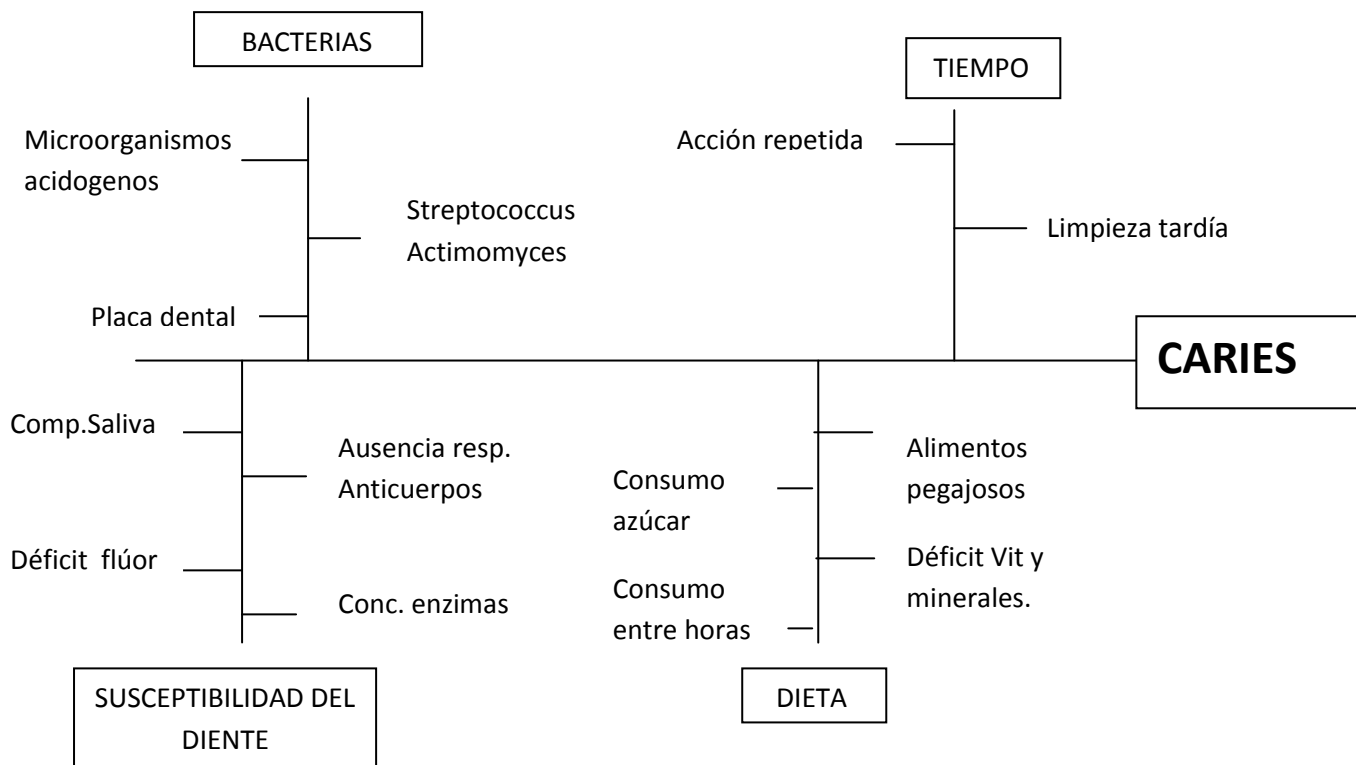 BACTERIAS
TIEMPO
Microorganismos
acidogenos
Acción repetida
Streptococcus
Actimomyces
Limpieza tardía
Placa dental
CARIES
Comp.Saliva
Ausencia resp.
Anticuerpos
Déficit flúor
Conc. enzimas
Consumo
azúcar
Alimentos
pegajosos
Consumo
entre horas
Déficit Vit y
minerales.
SUSCEPTIBILIDAD DEL
DIENTE
DIETA